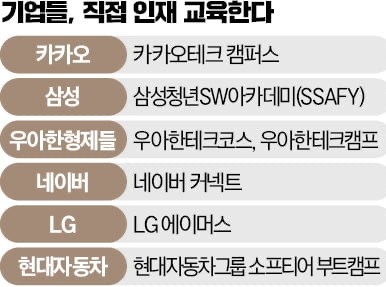 기업들, 직접 인재 교육한다
카카오 카카오테크 캠퍼스
삼성 삼성청년SW아카데미(SSAFY)
우아한형제들 우아한테크코스, 우아한테크캠프
네이버 네이버 커넥트
LG LG 에이머스
현대자동차 현대자동차그룹 소프티어 부트캠프